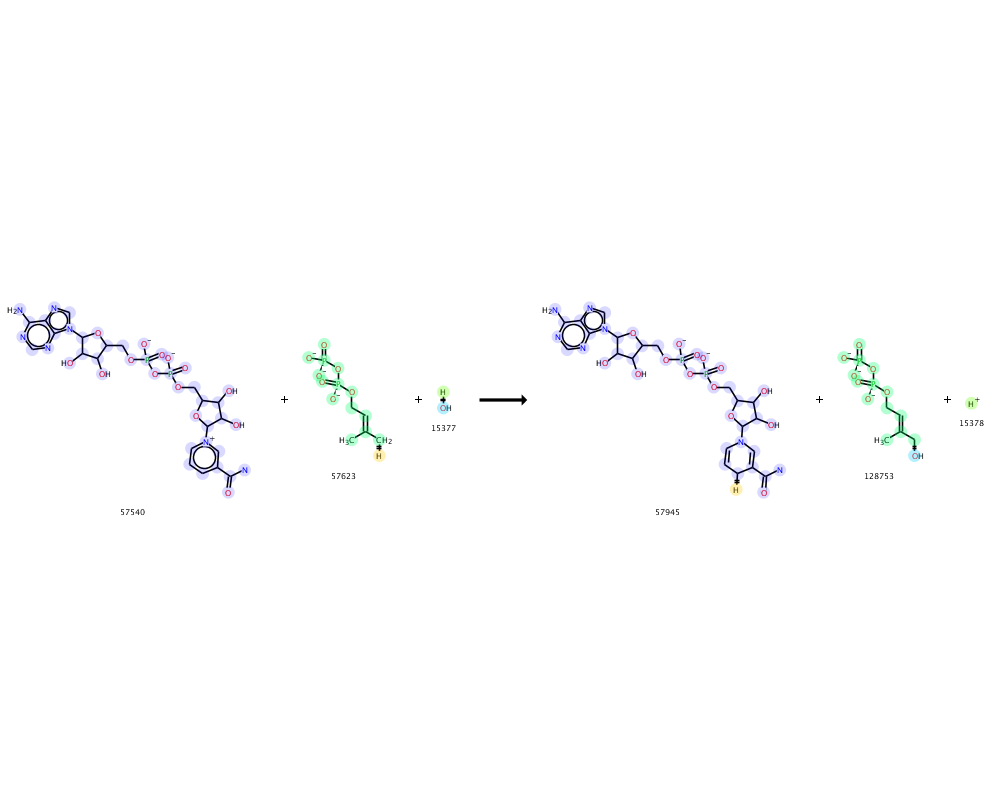 H₂N N N N N O HO OH O O⁻ P O O⁻ O P O O OH OH O N⁺ N O
57540
+
O O⁻ P O O⁻ O P O⁻ O H₃C CH₂ H
57623
+
H OH
15377
H₂N N N N N O HO OH O O⁻ P O O⁻ O P O O OH OH O N N O H
57945
+
O O⁻ P O O⁻ O P O⁻ O H₃C OH
128753
+
H⁺
15378